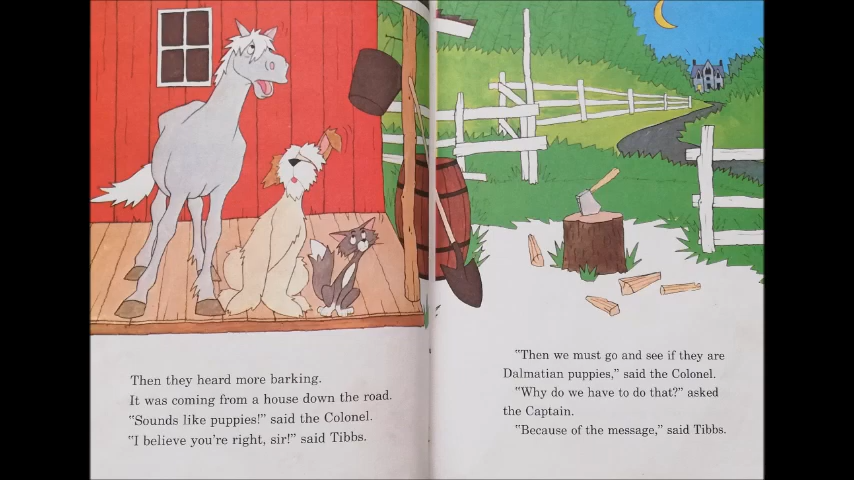 Then they heard more barking.
It was coming from a house down the road.
"Sounds like puppies!" said the Colonel.
"I believe you're right, sir!" said Tibbs.
"Then we must go and see if they are
Dalmatian puppies," said the Colonel.
"Why do we have to do that?" asked
the Captain.
"Because of the message," said Tibbs.